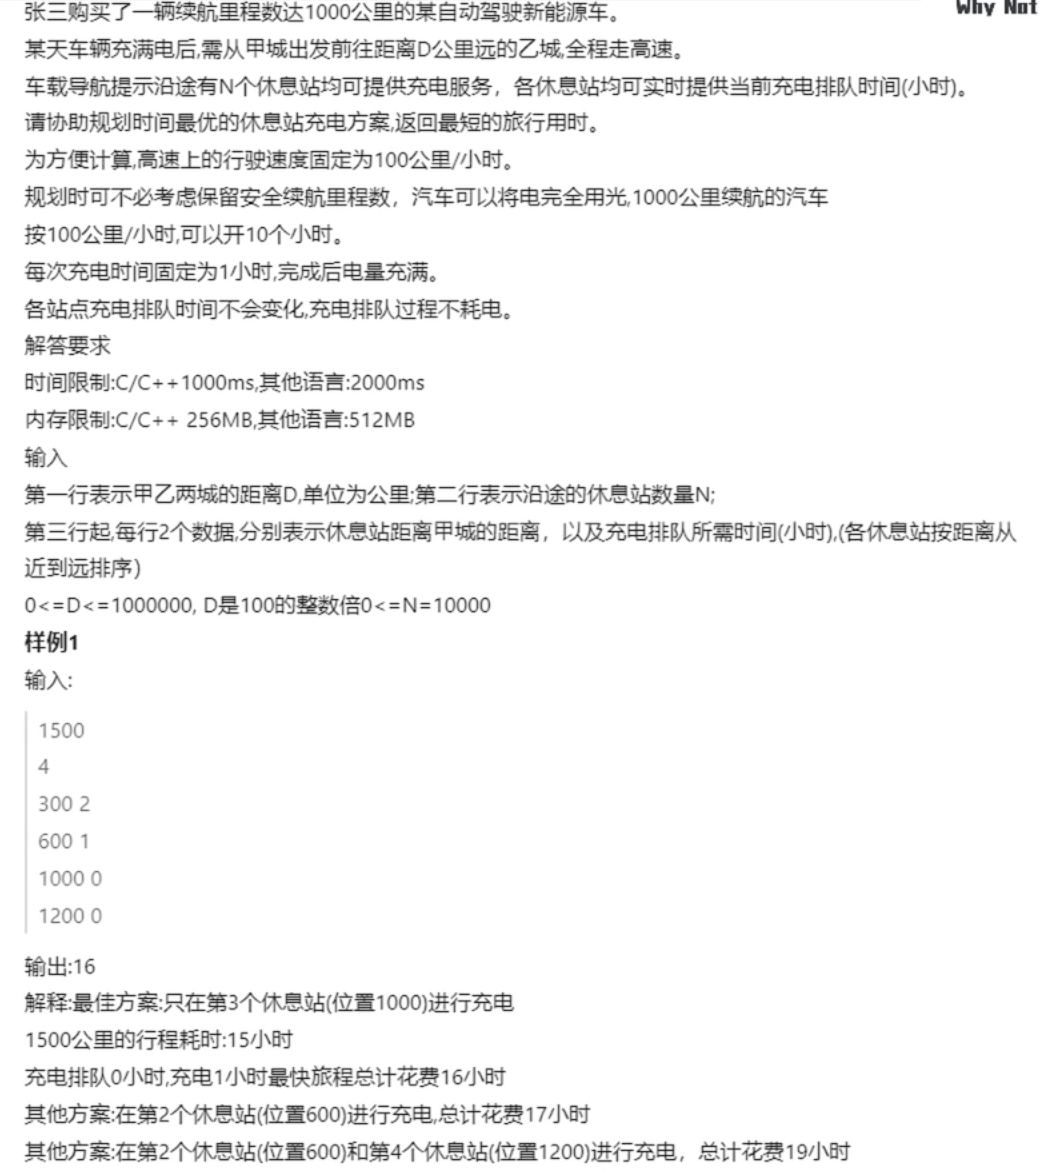 Why Not
张三购买了一辆续航里程数达1000公里的某自动驾驶新能源车。
某天车辆充满电后,需从甲城出发前往距离D公里远的乙城,全程走高速。
车载导航提示沿途有N个休息站均可提供充电服务，各休息站均可实时提供当前充电排队时间(小时)。
请协助规划时间最优的休息站充电方案,返回最短的旅行用时。
为方便计算,高速上的行驶速度固定为100公里/小时。
规划时可不必考虑保留安全续航里程数，汽车可以将电完全用光,1000公里续航的汽车
按100公里/小时,可以开10个小时。
每次充电时间固定为1小时,完成后电量充满。
各站点充电排队时间不会变化,充电排队过程不耗电。
解答要求
时间限制:C/C++1000ms,其他语言:2000ms
内存限制:C/C++ 256MB,其他语言:512MB
输入
第一行表示甲乙两城的距离D,单位为公里;第二行表示沿途的休息站数量N;
第三行起,每行2个数据,分别表示休息站距离甲城的距离，以及充电排队所需时间(小时),(各休息站按距离从
近到远排序)
0<=D<=1000000, D是100的整数倍0<=N=10000
样例1
输入:
1500
4
300 2
600 1
1000 0
1200 0
输出:16
解释:最佳方案:只在第3个休息站(位置1000)进行充电
1500公里的行程耗时:15小时
充电排队0小时,充电1小时最快旅程总计花费16小时
其他方案:在第2个休息站(位置600)进行充电,总计花费17小时
其他方案:在第2个休息站(位置600)和第4个休息站(位置1200)进行充电，总计花费19小时